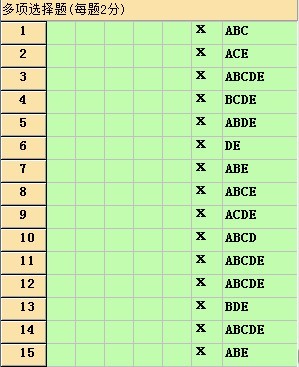 多项选择题(每题2分)
1 X ABC
2 X ACE
3 X ABCDE
4 X BCDE
5 X ABDE
6 X DE
7 X ABE
8 X ABCE
9 X ACDE
10 X ABCD
11 X ABCDE
12 X ABCDE
13 X BDE
14 X ABCDE
15 X ABE